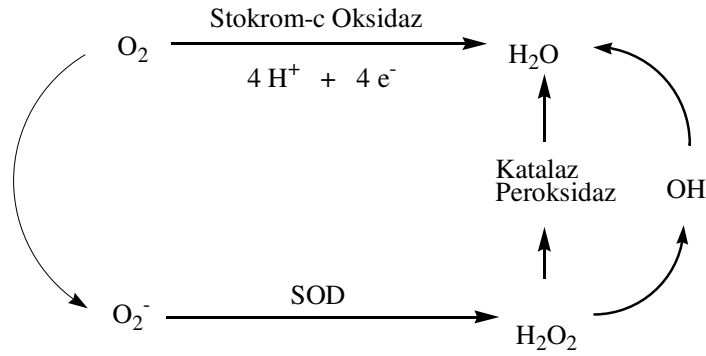 Stokrom-c Oksidaz
O₂
H₂O
4 H⁺ + 4 e⁻
Katalaz
Peroksidaz
OH
SOD
O₂⁻
H₂O₂